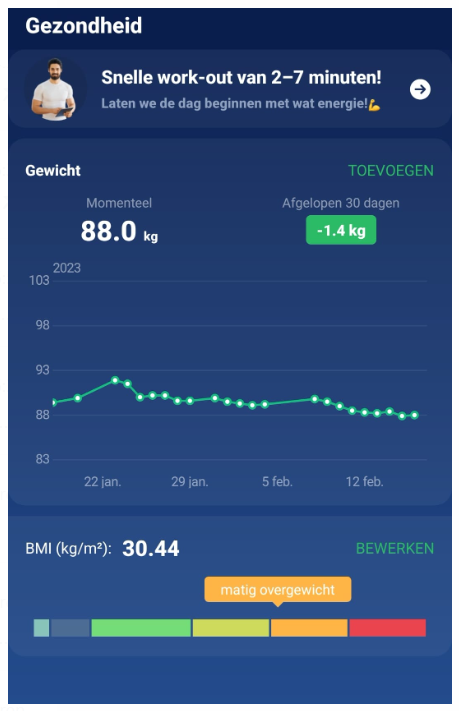 Gezondheid
Snelle work-out van 2–7 minuten!
Laten we de dag beginnen met wat energie!💪
Gewicht TOEVOEGEN
Momenteel Afgelopen 30 dagen
88.0 kg -1.4 kg
2023
103
98
93
88
83
22 jan. 29 jan. 5 feb. 12 feb.
BMI (kg/m²): 30.44 BEWERKEN
matig overgewicht